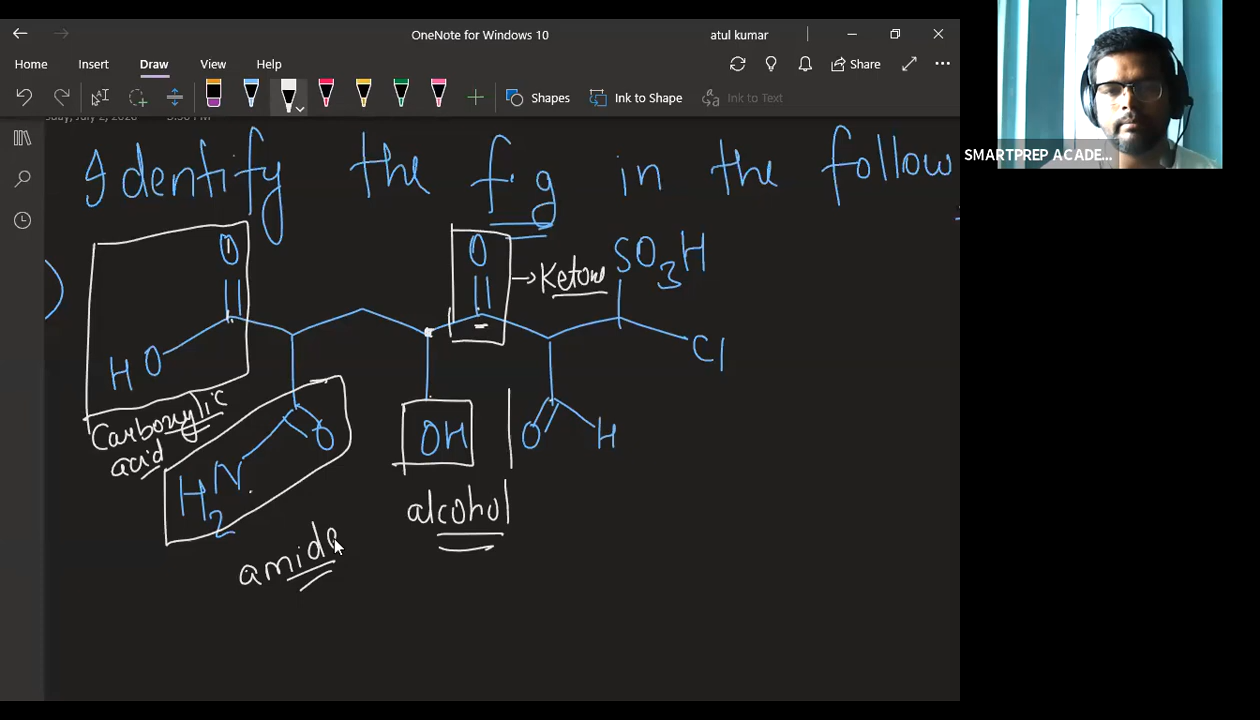 OneNote for Windows 10
atul kumar
Home Insert Draw View Help
Share
Shapes
Ink to Shape
Ink to Text
SMARTPREP ACADE...
Identify the f.g in the follow
O
O
SO3H
→ Ketone
HO
Cl
Carboxylic
acid
O
OH
O
H
H2N
alcohol
amide